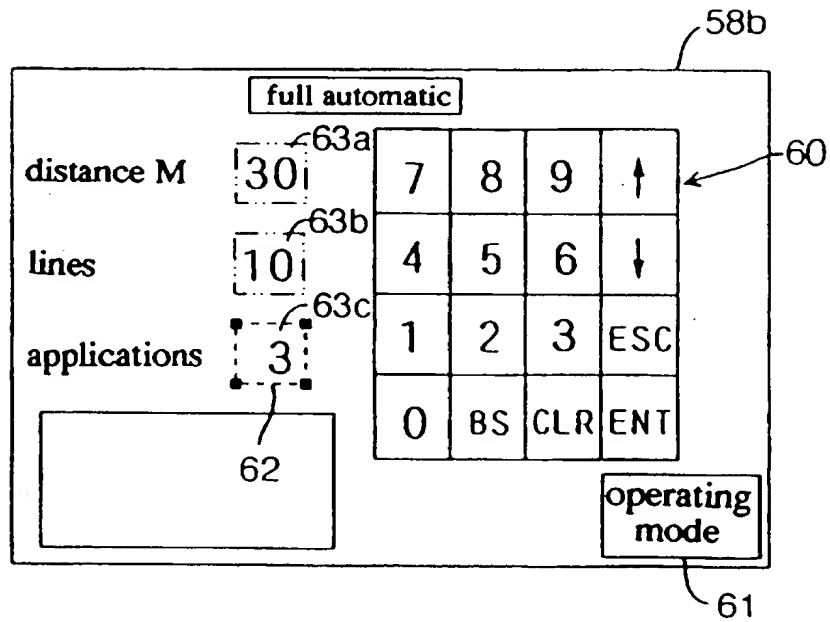 58b
full automatic
63a
distance M 30
7 8 9 ↑
60
63b
lines 10
4 5 6 ↓
63c
applications 3
1 2 3 ESC
0 BS CLR ENT
62
operating
mode
61